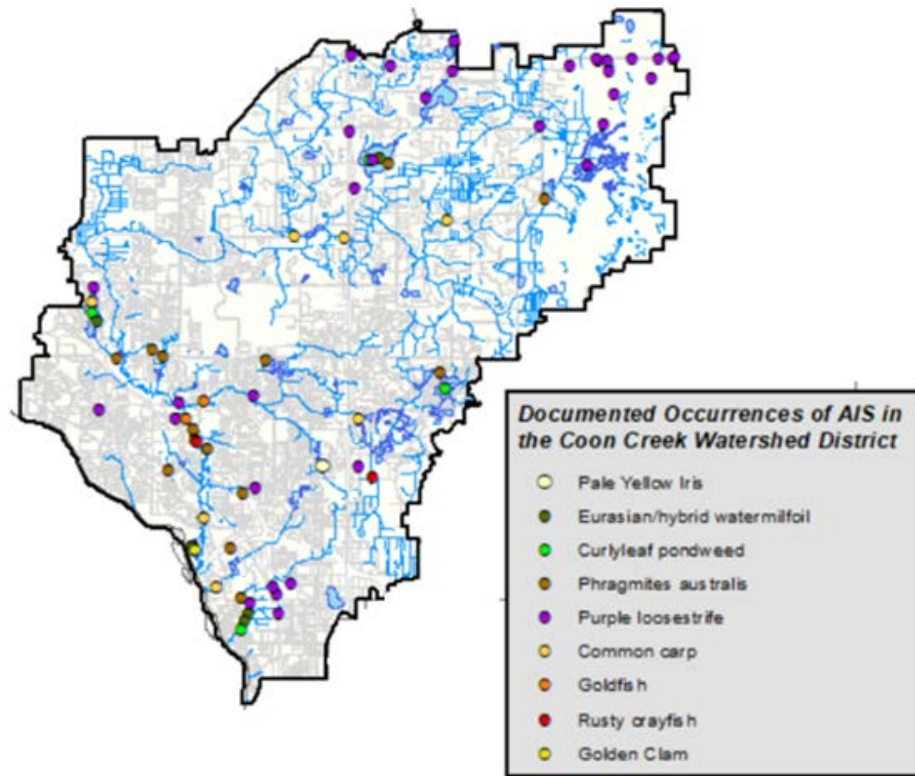 Documented Occurrences of AIS in
the Coon Creek Watershed District
Pale Yellow Iris
Eurasian/hybrid watermilfoil
Curlyleaf pondweed
Phragmites australis
Purple loosestrife
Common carp
Goldfish
Rusty crayfish
Golden Clam